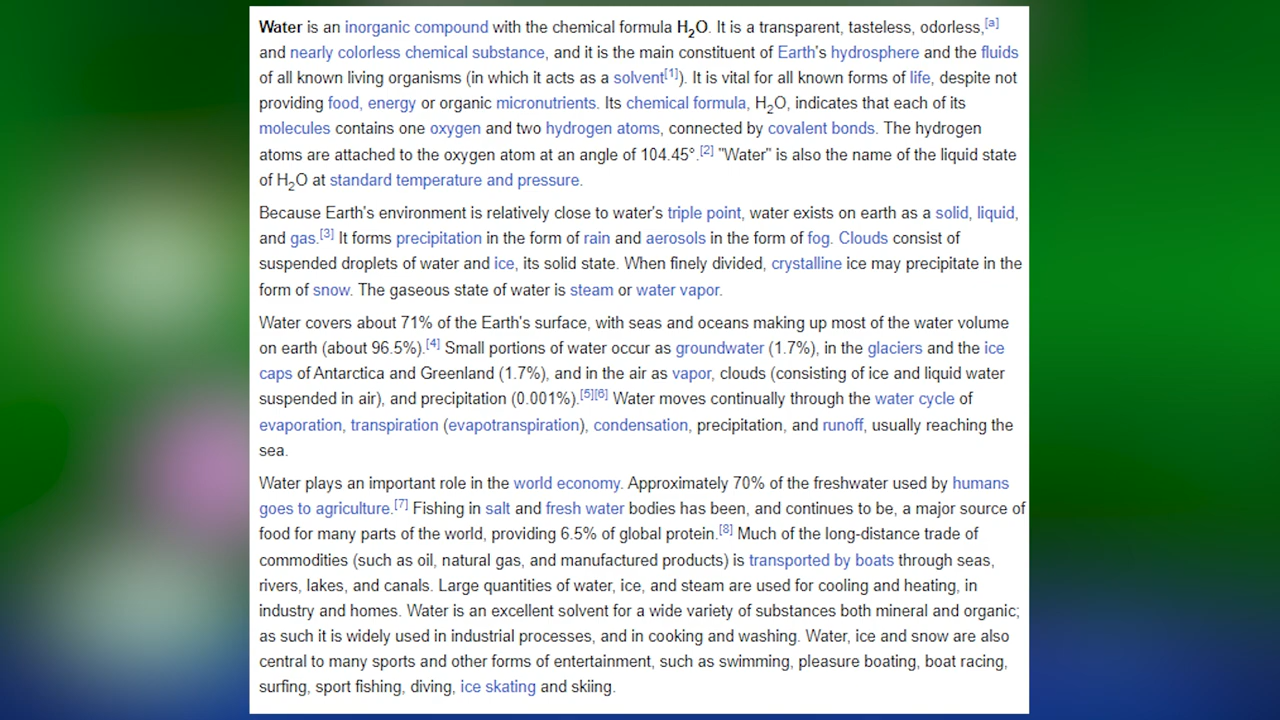 Water is an inorganic compound with the chemical formula H₂O. It is a transparent, tasteless, odorless,[a]
and nearly colorless chemical substance, and it is the main constituent of Earth's hydrosphere and the fluids
of all known living organisms (in which it acts as a solvent[1]). It is vital for all known forms of life, despite not
providing food, energy or organic micronutrients. Its chemical formula, H₂O, indicates that each of its
molecules contains one oxygen and two hydrogen atoms, connected by covalent bonds. The hydrogen
atoms are attached to the oxygen atom at an angle of 104.45°.[2] "Water" is also the name of the liquid state
of H₂O at standard temperature and pressure.
Because Earth's environment is relatively close to water's triple point, water exists on earth as a solid, liquid,
and gas.[3] It forms precipitation in the form of rain and aerosols in the form of fog. Clouds consist of
suspended droplets of water and ice, its solid state. When finely divided, crystalline ice may precipitate in the
form of snow. The gaseous state of water is steam or water vapor.
Water covers about 71% of the Earth's surface, with seas and oceans making up most of the water volume
on earth (about 96.5%).[4] Small portions of water occur as groundwater (1.7%), in the glaciers and the ice
caps of Antarctica and Greenland (1.7%), and in the air as vapor, clouds (consisting of ice and liquid water
suspended in air), and precipitation (0.001%).[5][6] Water moves continually through the water cycle of
evaporation, transpiration (evapotranspiration), condensation, precipitation, and runoff, usually reaching the
sea.
Water plays an important role in the world economy. Approximately 70% of the freshwater used by humans
goes to agriculture.[7] Fishing in salt and fresh water bodies has been, and continues to be, a major source of
food for many parts of the world, providing 6.5% of global protein.[8] Much of the long-distance trade of
commodities (such as oil, natural gas, and manufactured products) is transported by boats through seas,
rivers, lakes, and canals. Large quantities of water, ice, and steam are used for cooling and heating, in
industry and homes. Water is an excellent solvent for a wide variety of substances both mineral and organic;
as such it is widely used in industrial processes, and in cooking and washing. Water, ice and snow are also
central to many sports and other forms of entertainment, such as swimming, pleasure boating, boat racing,
surfing, sport fishing, diving, ice skating and skiing.